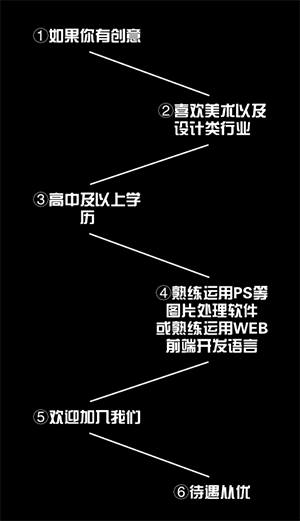 ①如果你有创意
②喜欢美术以及
设计类行业
③高中及以上学
历
④熟练运用PS等
图片处理软件
或熟练运用WEB
前端开发语言
⑤欢迎加入我们
⑥待遇从优